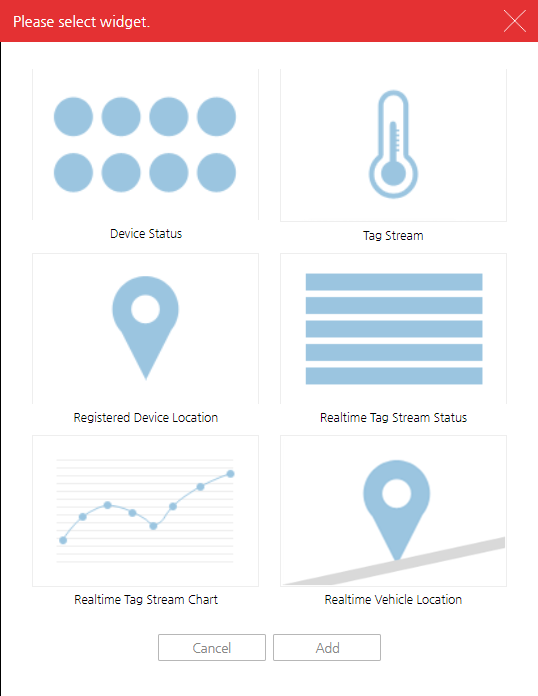 Please select widget.
Device Status
Tag Stream
Registered Device Location
Realtime Tag Stream Status
Realtime Tag Stream Chart
Realtime Vehicle Location
Cancel
Add